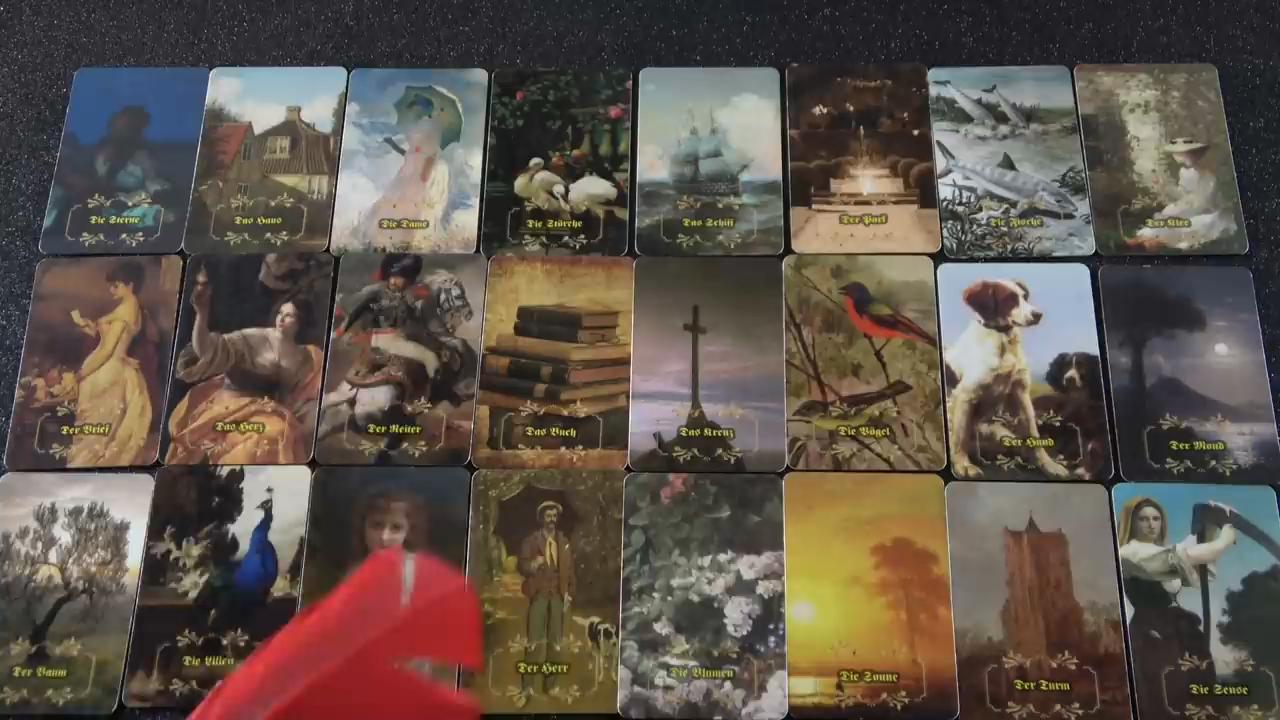 Die Sterne
Das Haus
Die Dame
Die Störche
Das Schiff
Der Park
Die Fische
Der Klee
Der Brief
Das Herz
Der Reiter
Das Buch
Das Kreuz
Die Vögel
Der Hund
Der Mond
Der Baum
Die Lilien
Der Herr
Die Blumen
Die Sonne
Der Turm
Die Sense